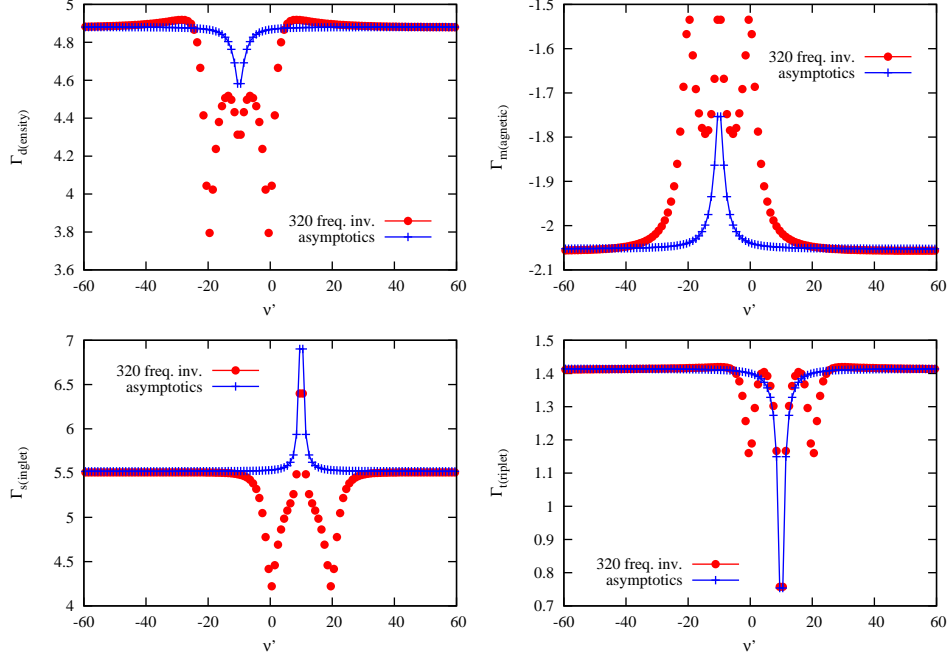 5
4.8
4.6
4.4
4.2
4
3.8
3.6
Γd(ensity)
320 freq. inv.
asymptotics
-60 -40 -20 0 20 40 60
ν'
-1.5
-1.6
-1.7
-1.8
-1.9
-2
-2.1
Γm(agnetic)
320 freq. inv.
asymptotics
-60 -40 -20 0 20 40 60
ν'
7
6.5
6
5.5
5
4.5
4
Γs(inglet)
320 freq. inv.
asymptotics
-60 -40 -20 0 20 40 60
ν'
1.5
1.4
1.3
1.2
1.1
1
0.9
0.8
0.7
Γt(riplet)
320 freq. inv.
asymptotics
-60 -40 -20 0 20 40 60
ν'